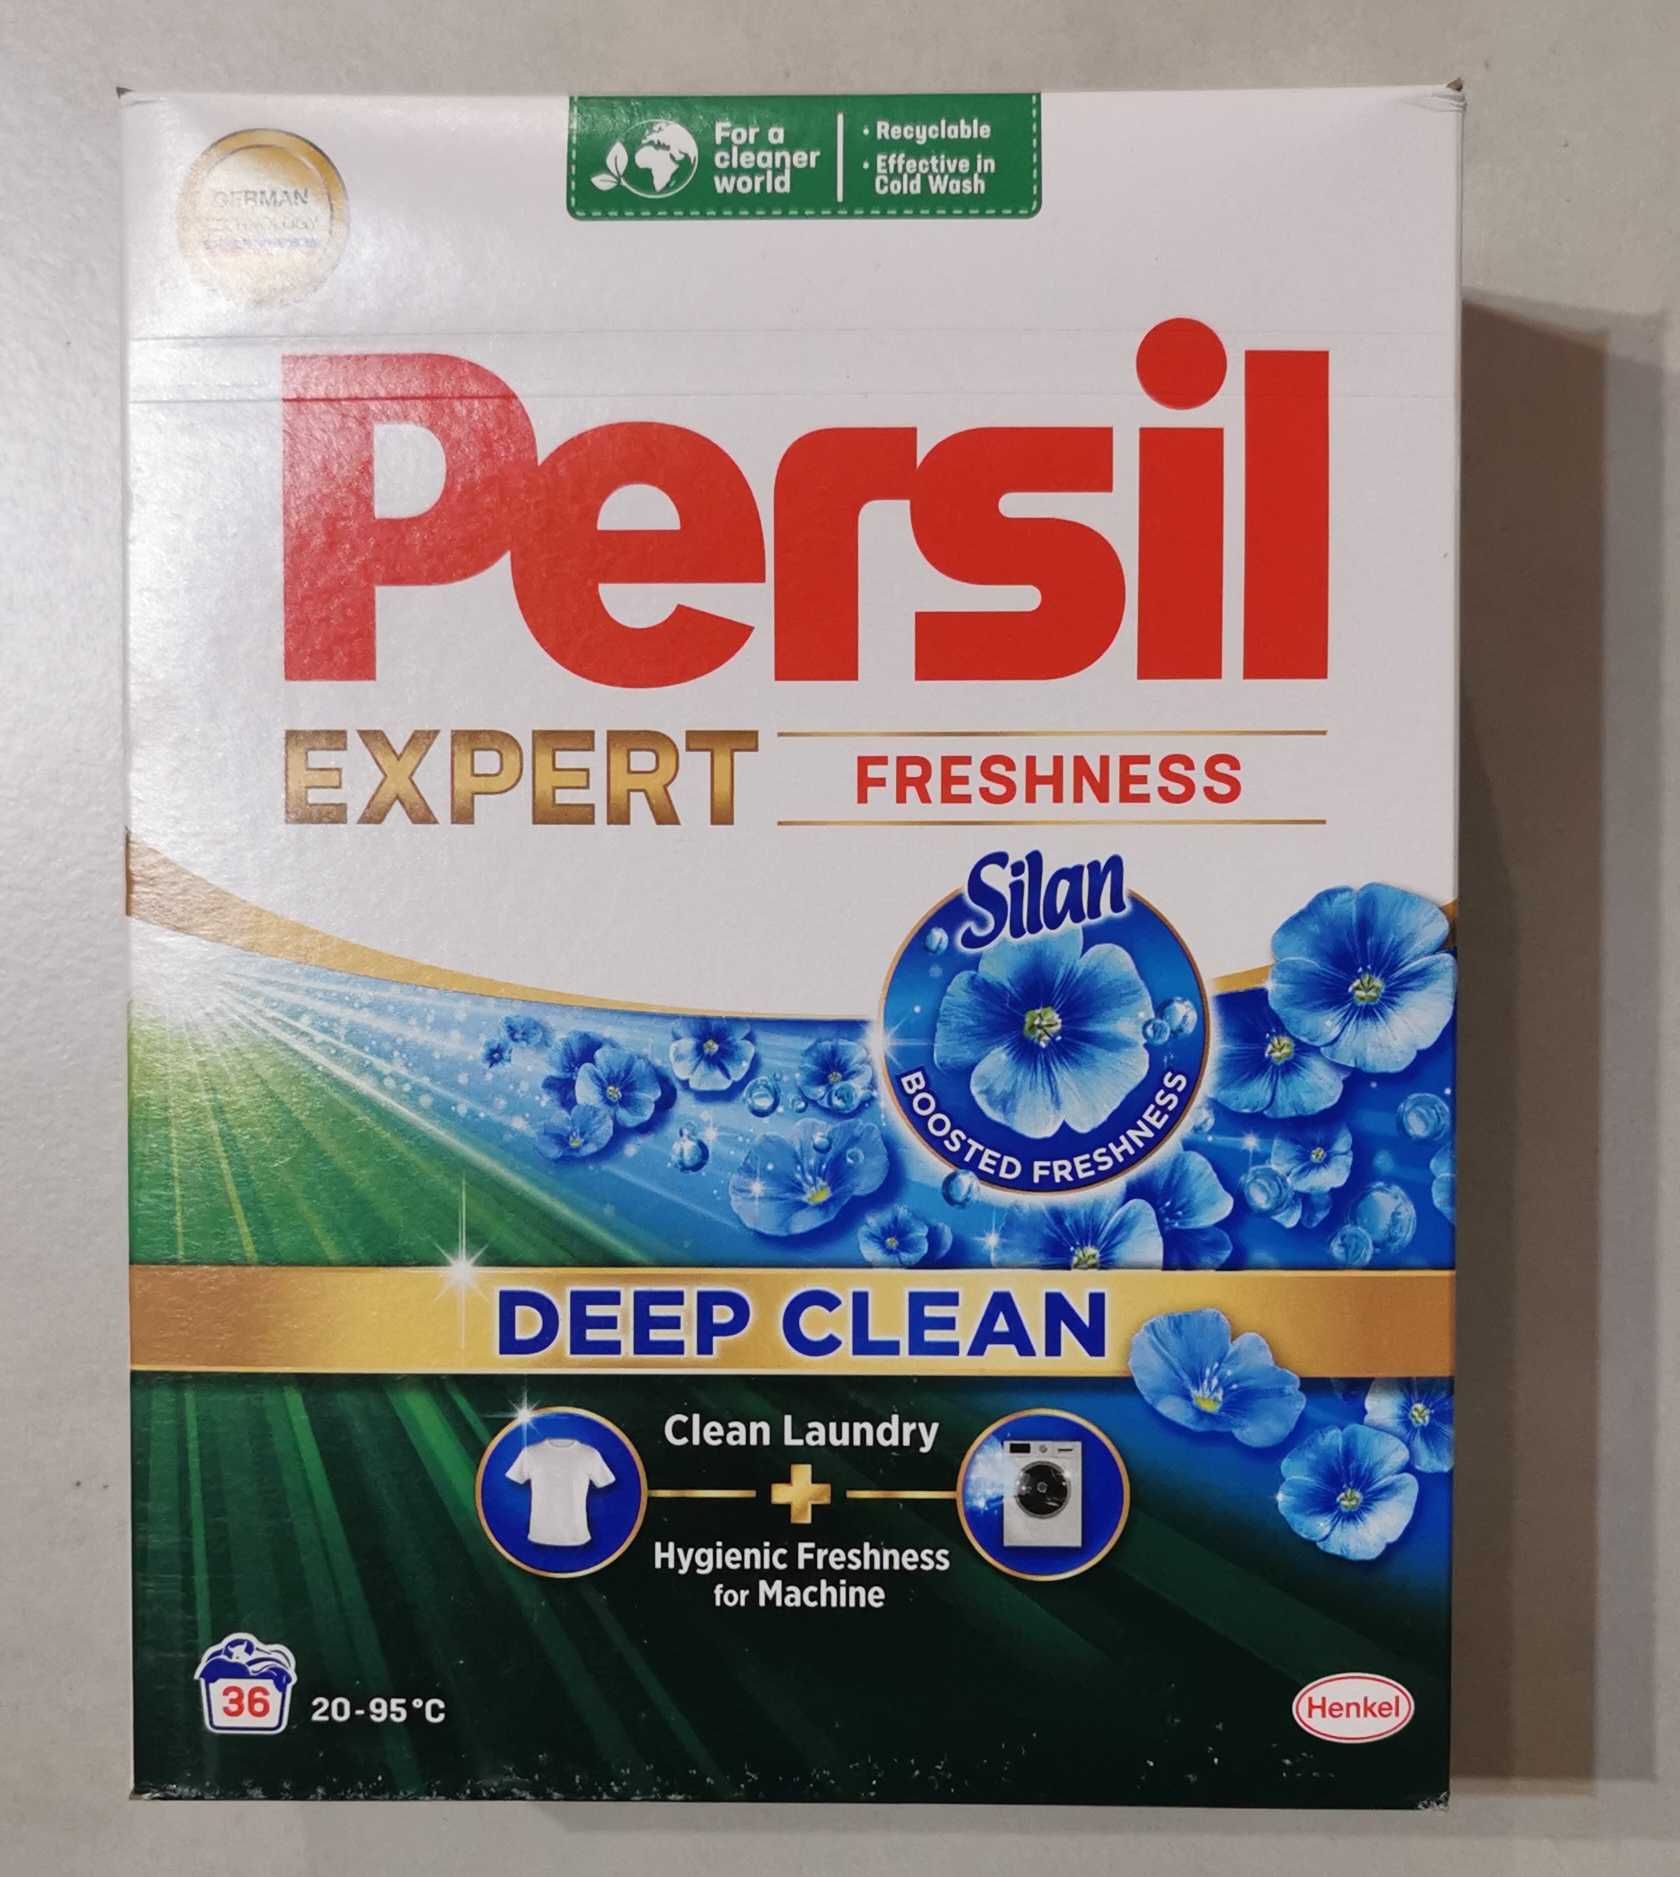 For a
cleaner
world
• Recyclable
• Effective in
Cold Wash
GERMAN
TECHNOLOGY
Persil
EXPERT
FRESHNESS
Silan
BOOSTED FRESHNESS
DEEP CLEAN
Clean Laundry
+
Hygienic Freshness
for Machine
36
20-95°C
Henkel